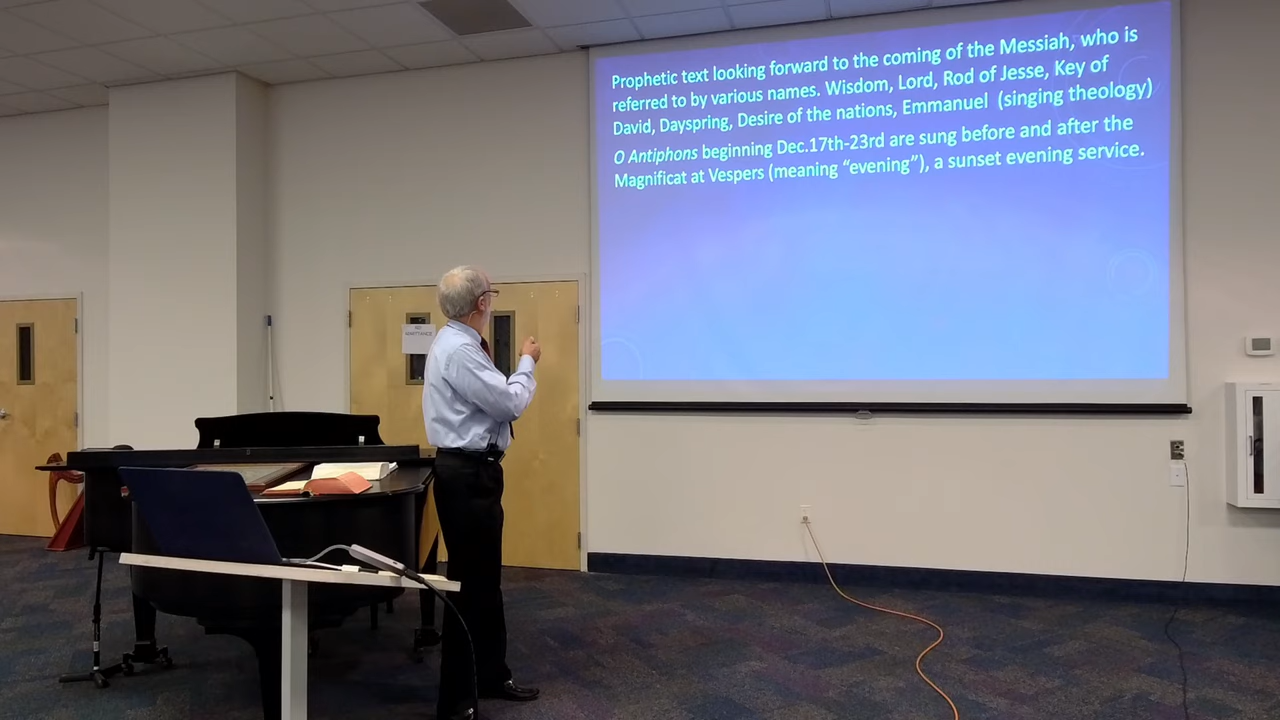 Prophetic text looking forward to the coming of the Messiah, who is
referred to by various names. Wisdom, Lord, Rod of Jesse, Key of
David, Dayspring, Desire of the nations, Emmanuel (singing theology)
O Antiphons beginning Dec.17th-23rd are sung before and after the
Magnificat at Vespers (meaning “evening”), a sunset evening service.
NO
ADMITTANCE